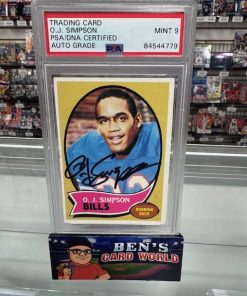 TRADING CARD
O.J. SIMPSON
PSA/DNA CERTIFIED
AUTO GRADE
MINT 9
PSA
84544779
O.J. Simpson
O. J. SIMPSON
BILLS
RUNNING BACK
BEN'S
CARD WORLD